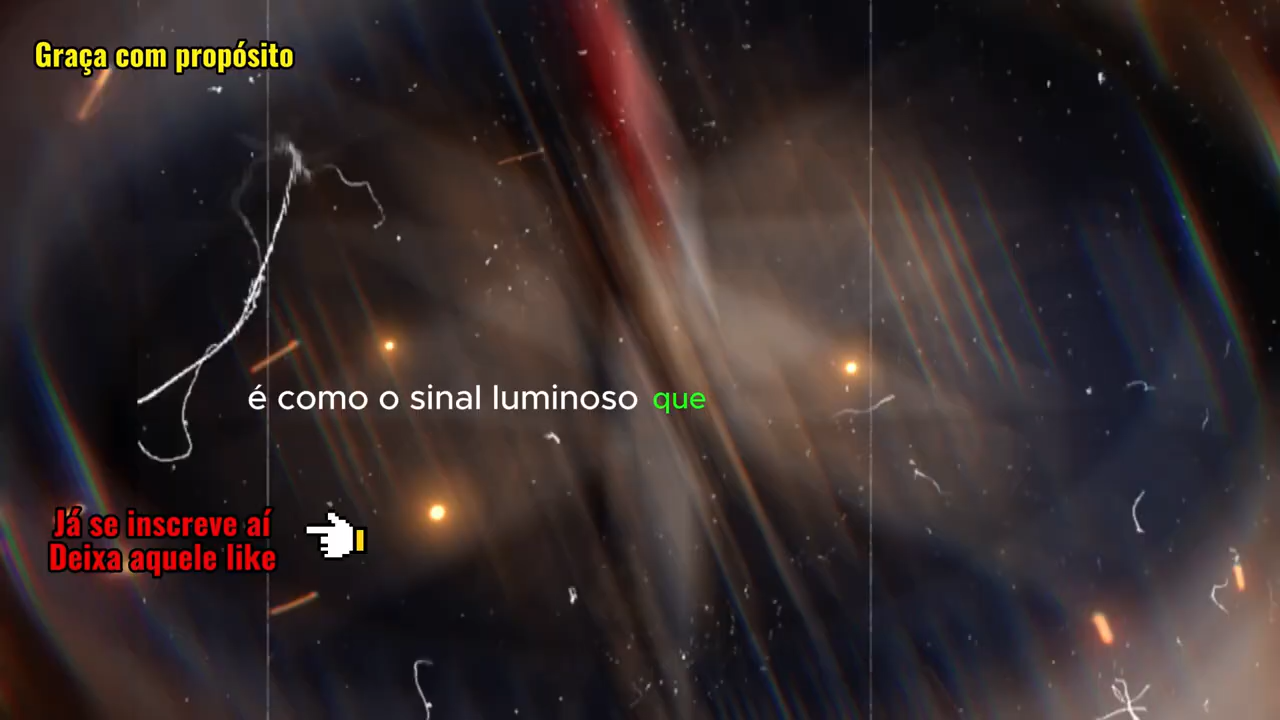 Graça com propósito
é como o sinal luminoso que
Já se inscreve aí
Deixa aquele like